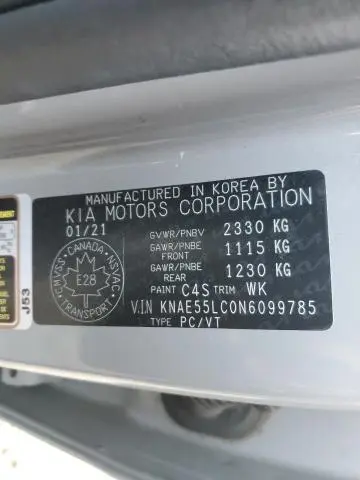 MANUFACTURED IN KOREA BY
KIA MOTORS CORPORATION
01/21
GVWR/PNBV 2330 KG
GAWR/PNBE FRONT 1115 KG
GAWR/PNBE REAR 1230 KG
PAINT C4S TRIM WK
VIN KNAE55LC0N6099785
TYPE PC/VT
CANADA
CMVSS
NSVAC
E28
TRANSPORT
J53